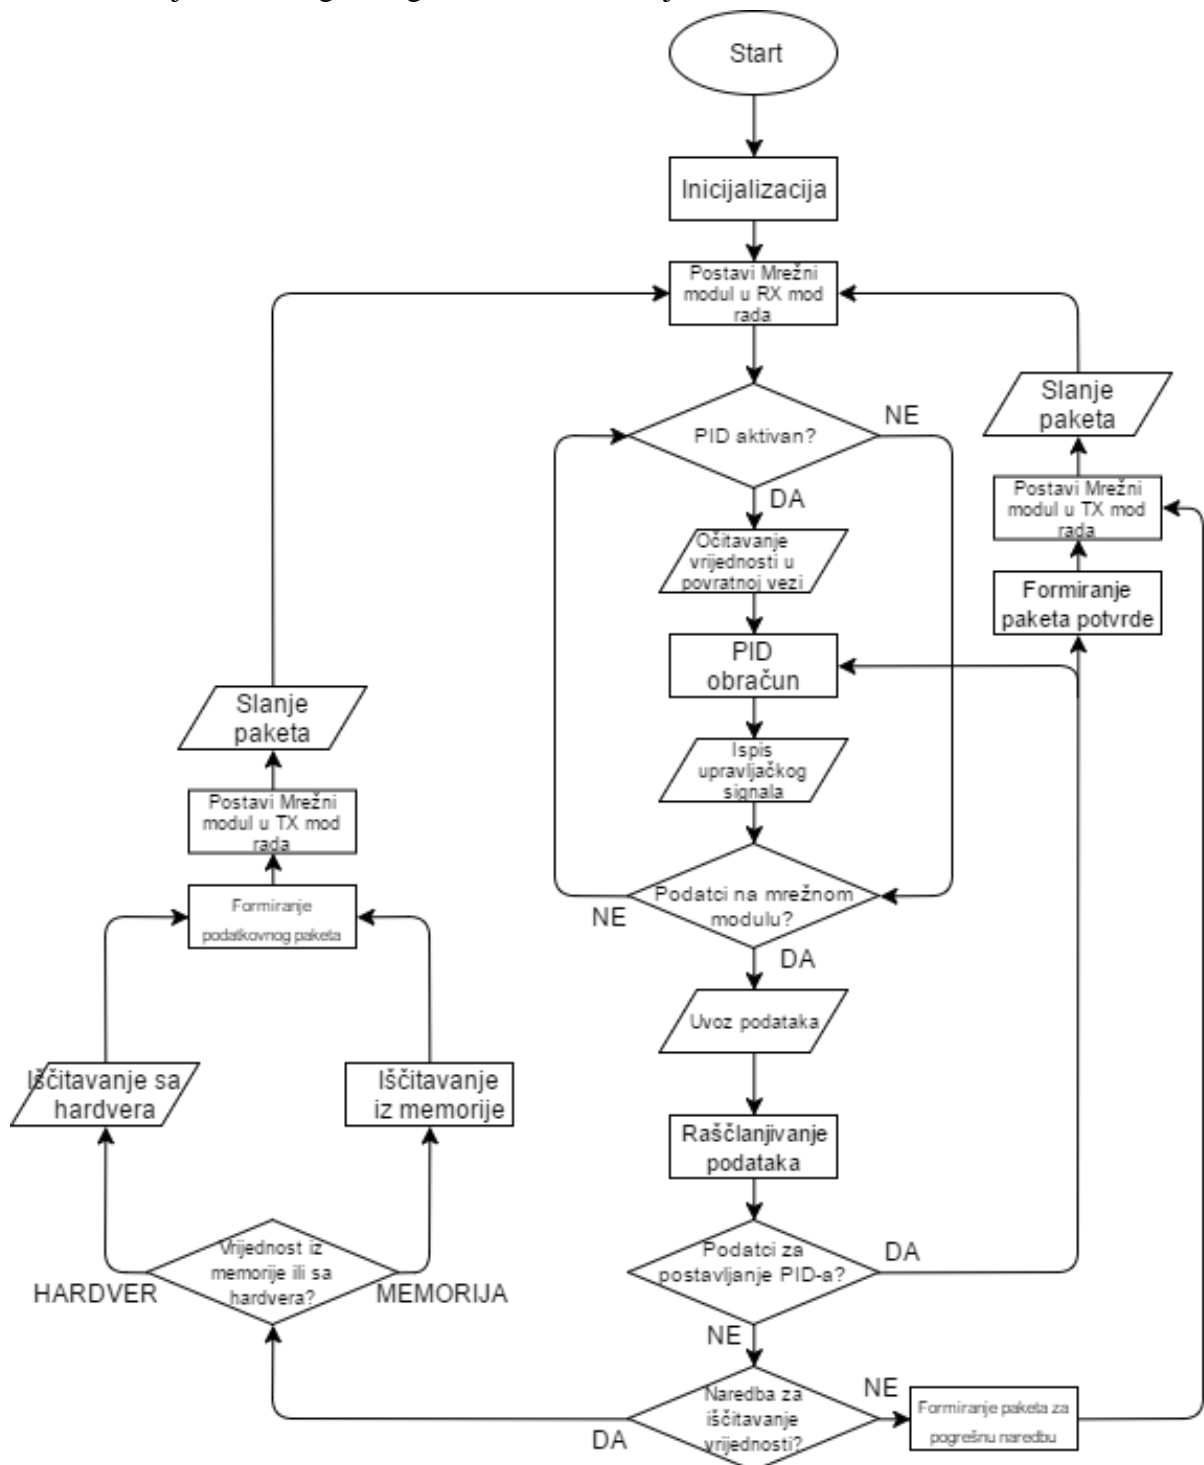 Start
Inicijalizacija
Postavi Mrežni
modul u RX mod
rada
PID aktivan?
NE
DA
Očitavanje
vrijednosti u
povratnoj vezi
PID
obračun
Ispis
upravljačkog
signala
Podatci na mrežnom
modulu?
NE
DA
Uvoz podataka
Raščlanjivanje
podataka
Podatci za
postavljanje PID-a?
DA
NE
Naredba za
iščitavanje
vrijednosti?
NE
DA
Formiranje paketa za
pogrešnu naredbu
Slanje
paketa
Postavi Mrežni
modul u TX mod
rada
Formiranje
paketa potvrde
Slanje
paketa
Postavi Mrežni
modul u TX mod
rada
Formiranje
podatkovnog paketa
Iščitavanje sa
hardvera
Iščitavanje
iz memorije
Vrijednost iz
memorije ili sa
hardvera?
HARDVER
MEMORIJA